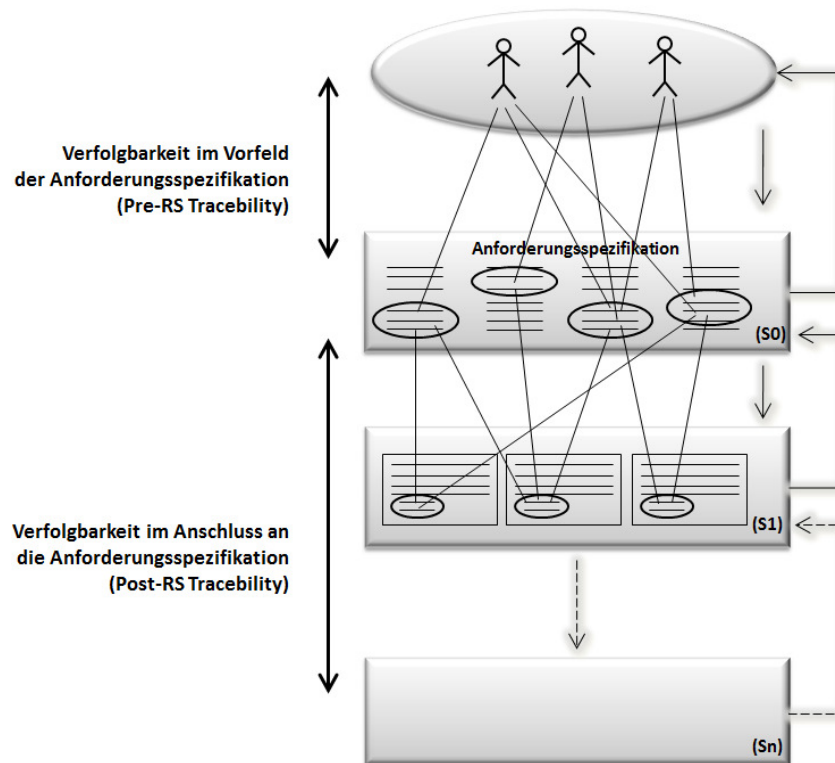 Verfolgbarkeit im Vorfeld
der Anforderungsspezifikation
(Pre-RS Tracebility)
Anforderungsspezifikation
(S0)
Verfolgbarkeit im Anschluss an
die Anforderungsspezifikation
(Post-RS Tracebility)
(S1)
(Sn)